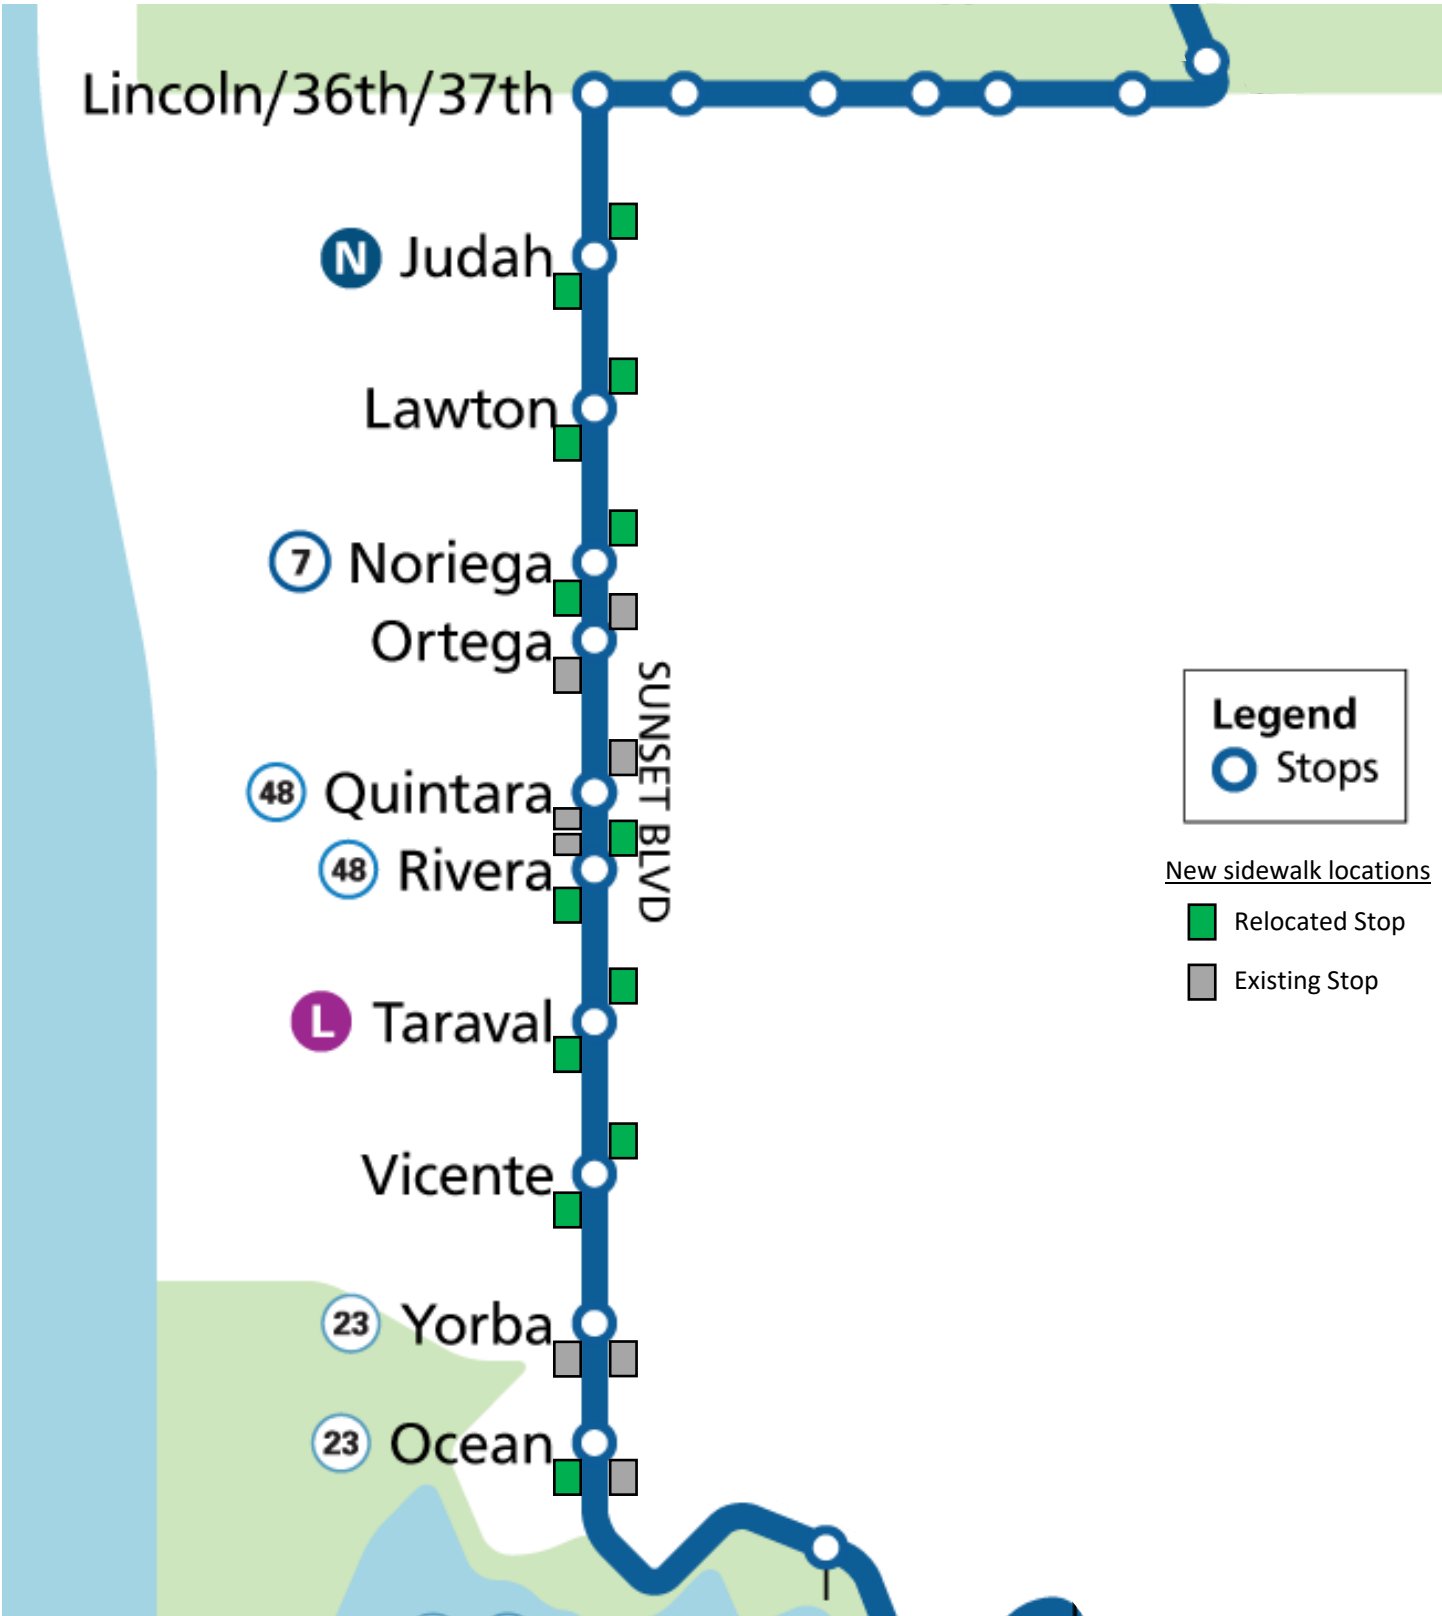 Lincoln/36th/37th
N Judah
Lawton
7 Noriega
Ortega
SUNSET BLVD
48 Quintara
48 Rivera
L Taraval
Vicente
23 Yorba
23 Ocean
Legend
Stops
New sidewalk locations
Relocated Stop
Existing Stop